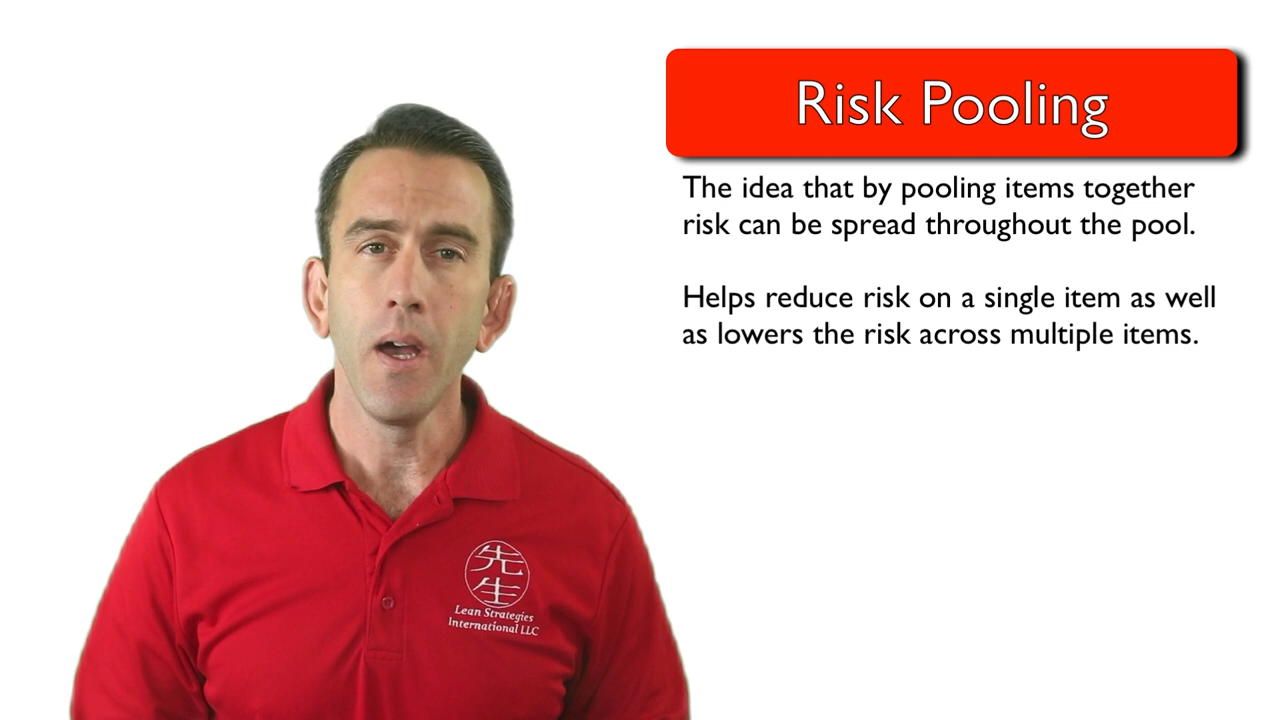 Risk Pooling
The idea that by pooling items together
risk can be spread throughout the pool.
Helps reduce risk on a single item as well
as lowers the risk across multiple items.
先
生
Lean Strategies
International LLC